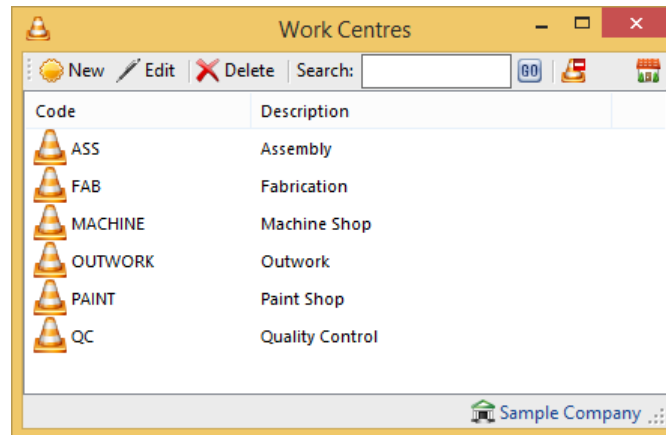 Work Centres
New Edit Delete Search: GO
Code Description
ASS Assembly
FAB Fabrication
MACHINE Machine Shop
OUTWORK Outwork
PAINT Paint Shop
QC Quality Control
Sample Company